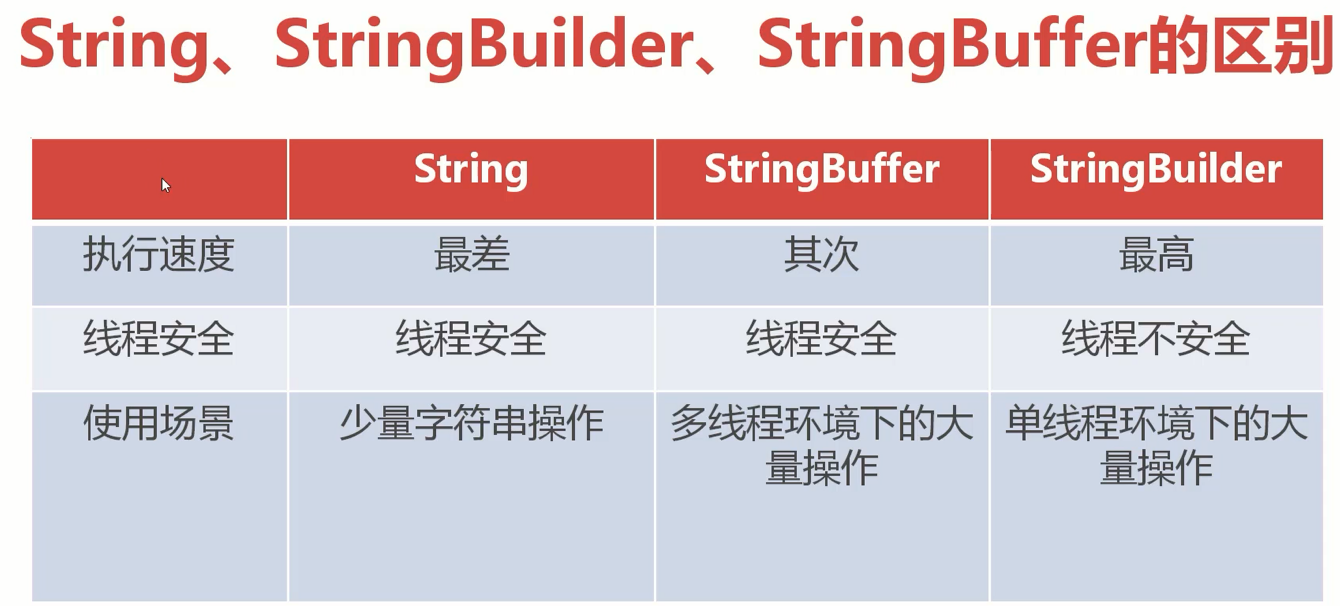 String、StringBuilder、StringBuffer的区别
String
StringBuffer
StringBuilder
执行速度
最差
其次
最高
线程安全
线程安全
线程安全
线程不安全
使用场景
少量字符串操作
多线程环境下的大
量操作
单线程环境下的大
量操作